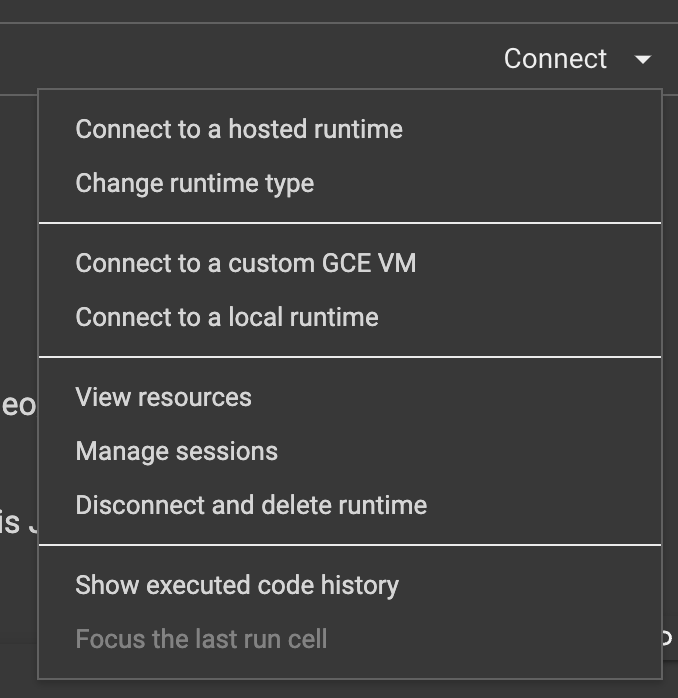 Connect
Connect to a hosted runtime
Change runtime type
Connect to a custom GCE VM
Connect to a local runtime
eo
View resources
Manage sessions
Disconnect and delete runtime
is
Show executed code history
Focus the last run cell